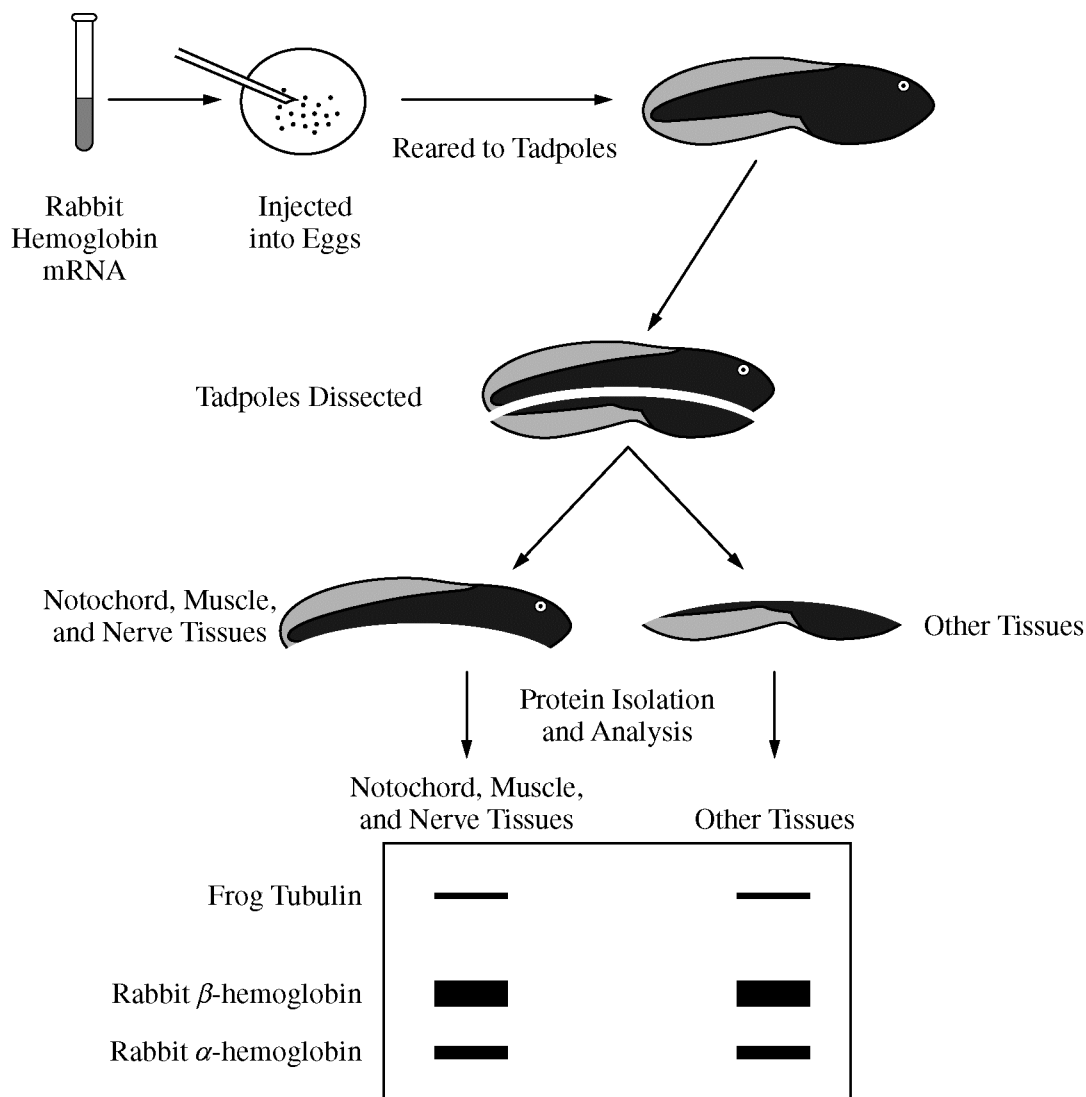 Rabbit
Hemoglobin
mRNA
Injected
into Eggs
Reared to Tadpoles
Tadpoles Dissected
Notochord, Muscle,
and Nerve Tissues
Other Tissues
Protein Isolation
and Analysis
Notochord, Muscle,
and Nerve Tissues
Other Tissues
Frog Tubulin
Rabbit β-hemoglobin
Rabbit α-hemoglobin